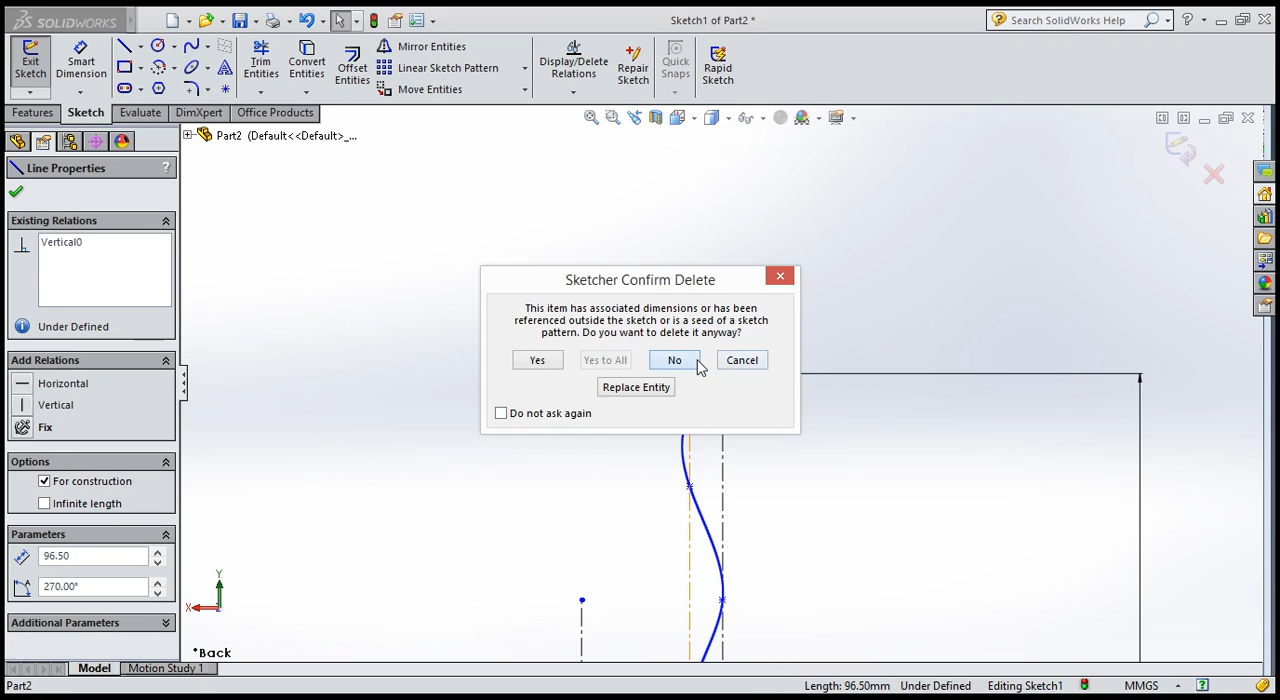 SOLIDWORKS
Sketch1 of Part2 *
Search SolidWorks Help
Exit Sketch
Smart Dimension
Trim Entities
Convert Entities
Offset Entities
Mirror Entities
Linear Sketch Pattern
Move Entities
Display/Delete Relations
Repair Sketch
Quick Snaps
Rapid Sketch
Features
Sketch
Evaluate
DimXpert
Office Products
Part2 (Default<<Default>_...
Line Properties
?
Existing Relations
Vertical0
Under Defined
Add Relations
Horizontal
Vertical
Fix
Options
For construction
Infinite length
Parameters
96.50
270.00°
Additional Parameters
Sketcher Confirm Delete
This item has associated dimensions or has been
referenced outside the sketch or is a seed of a sketch
pattern. Do you want to delete it anyway?
Yes
Yes to All
No
Cancel
Replace Entity
Do not ask again
Y
X
*Back
Model
Motion Study 1
Part2
Length: 96.50mm
Under Defined
Editing Sketch1
MMGS
?